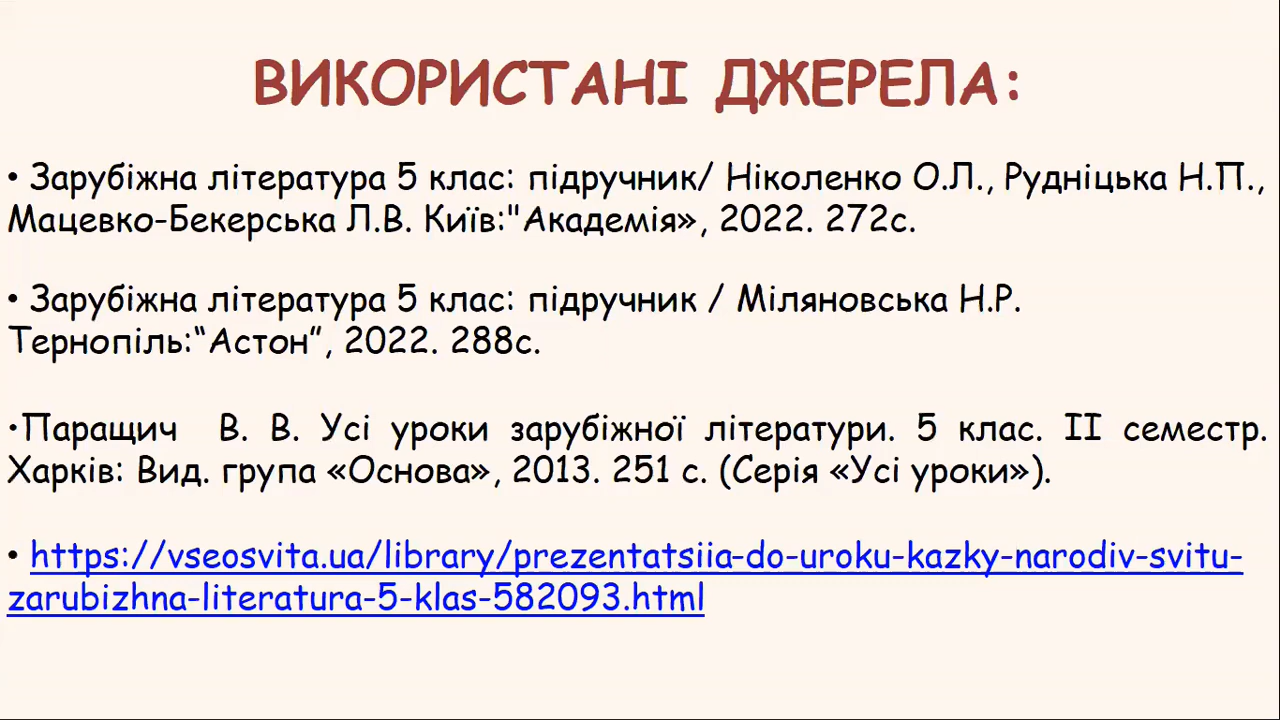 ВИКОРИСТАНІ ДЖЕРЕЛА:
• Зарубіжна література 5 клас: підручник/ Ніколенко О.Л., Рудніцька Н.П.,
Мацевко-Бекерська Л.В. Київ:"Академія», 2022. 272с.
• Зарубіжна література 5 клас: підручник / Міляновська Н.Р.
Тернопіль:“Астон”, 2022. 288с.
•Паращич В. В. Усі уроки зарубіжної літератури. 5 клас. ІІ семестр.
Харків: Вид. група «Основа», 2013. 251 с. (Серія «Усі уроки»).
• https://vseosvita.ua/library/prezentatsiia-do-uroku-kazky-narodiv-svitu-
zarubizhna-literatura-5-klas-582093.html